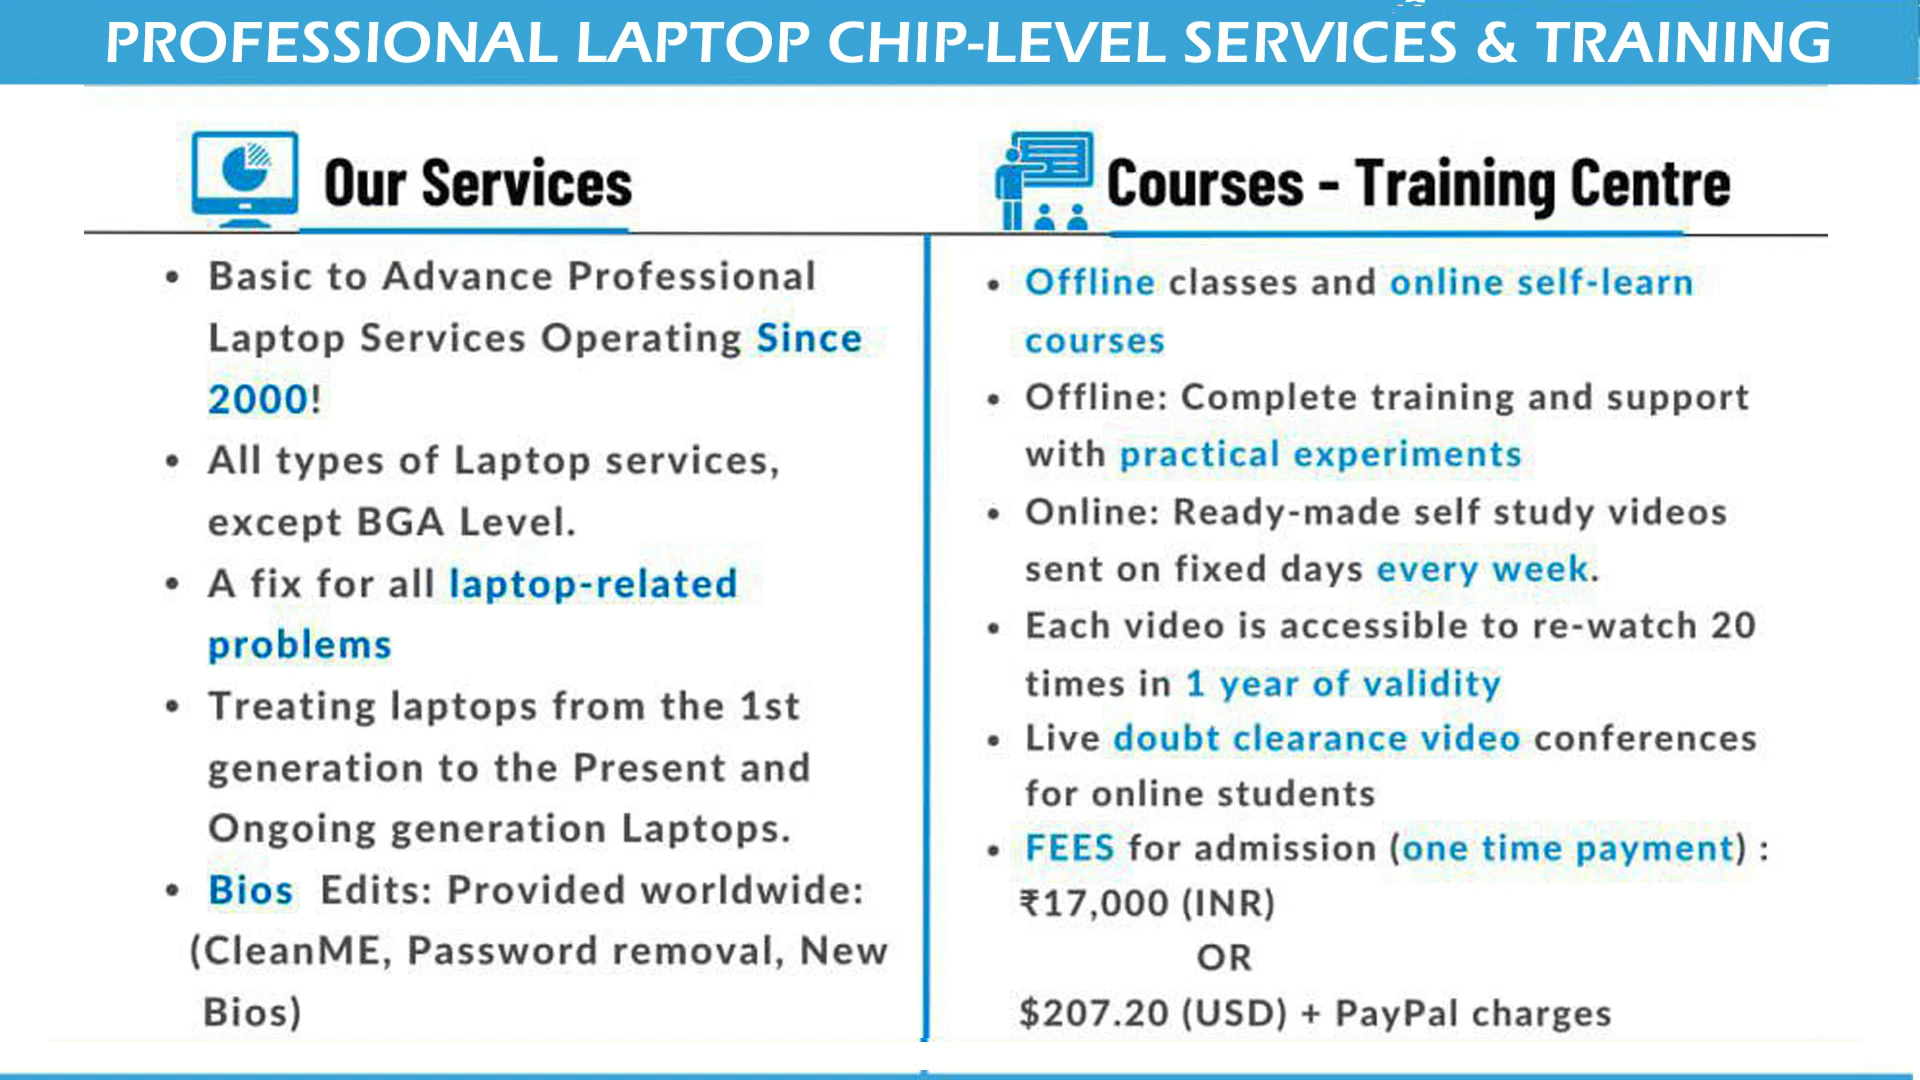 PROFESSIONAL LAPTOP CHIP-LEVEL SERVICES & TRAINING
Our Services
• Basic to Advance Professional
Laptop Services Operating Since
2000!
• All types of Laptop services,
except BGA Level.
• A fix for all laptop-related
problems
• Treating laptops from the 1st
generation to the Present and
Ongoing generation Laptops.
• Bios Edits: Provided worldwide:
(CleanME, Password removal, New
Bios)
Courses - Training Centre
• Offline classes and online self-learn
courses
• Offline: Complete training and support
with practical experiments
• Online: Ready-made self study videos
sent on fixed days every week.
• Each video is accessible to re-watch 20
times in 1 year of validity
• Live doubt clearance video conferences
for online students
• FEES for admission (one time payment) :
₹17,000 (INR)
OR
$207.20 (USD) + PayPal charges